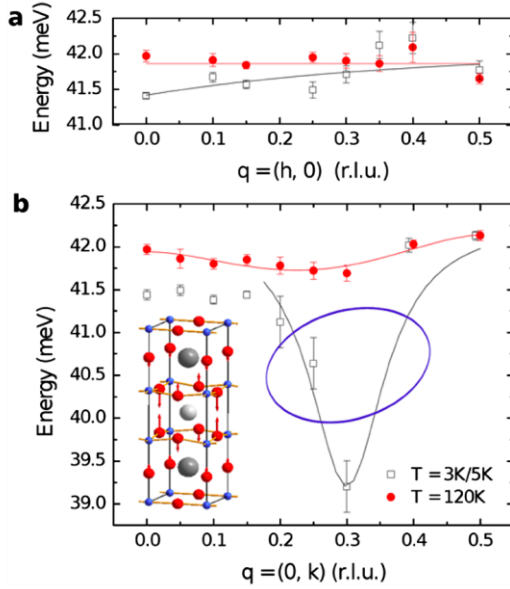 a
Energy (meV)
42.5
42.0
41.5
41.0
0.0 0.1 0.2 0.3 0.4 0.5
q = (h, 0) (r.l.u.)
b
Energy (meV)
42.5
42.0
41.5
41.0
40.5
40.0
39.5
39.0
T = 3K/5K
T = 120K
0.0 0.1 0.2 0.3 0.4 0.5
q = (0, k) (r.l.u.)